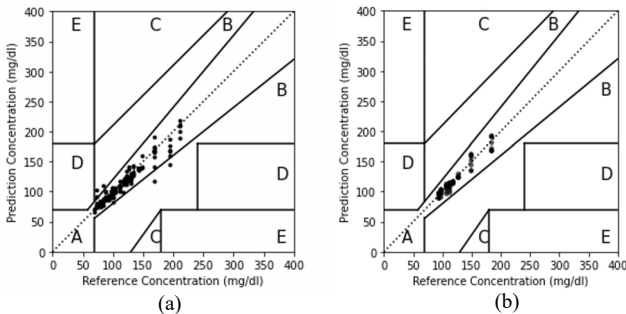 400
350
300
250
200
150
100
50
0
Prediction Concentration (mg/dl)
E C B
B
D
D
A C E
0 50 100 150 200 250 300 350 400
Reference Concentration (mg/dl)
(a)
400
350
300
250
200
150
100
50
0
Prediction Concentration (mg/dl)
E C B
B
D
D
A C E
0 50 100 150 200 250 300 350 400
Reference Concentration (mg/dl)
(b)